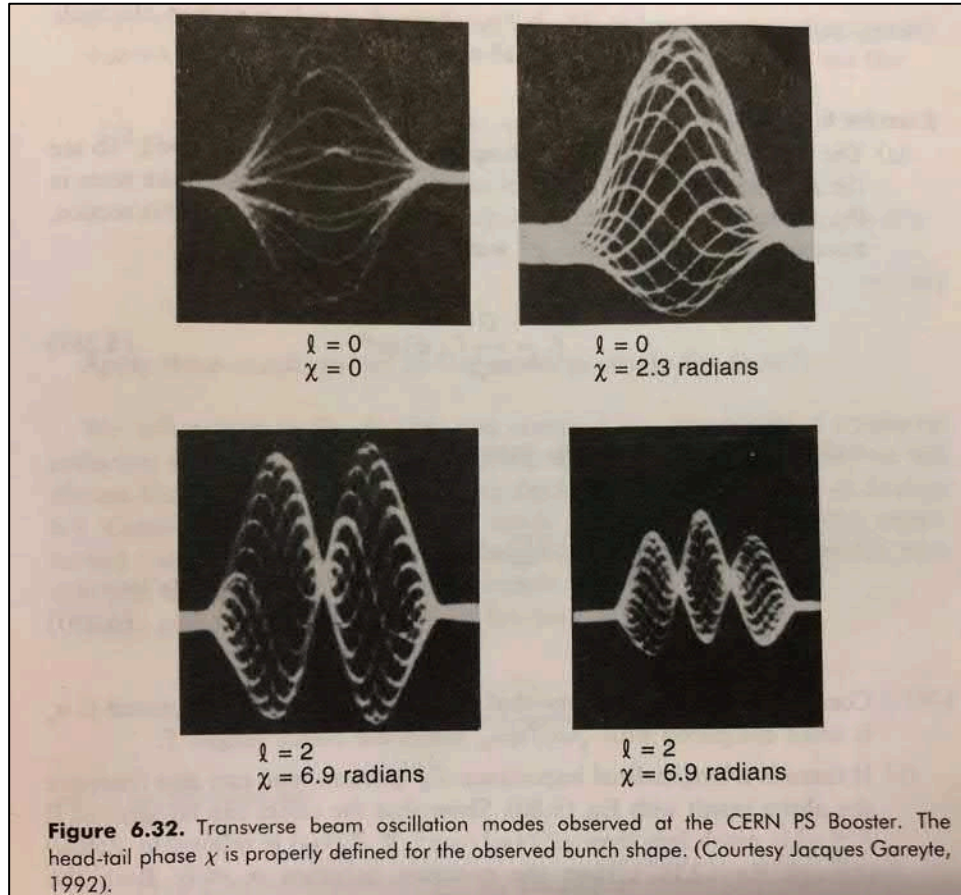 ℓ = 0
χ = 0
ℓ = 0
χ = 2.3 radians
ℓ = 2
χ = 6.9 radians
ℓ = 2
χ = 6.9 radians
Figure 6.32. Transverse beam oscillation modes observed at the CERN PS Booster. The
head-tail phase χ is properly defined for the observed bunch shape. (Courtesy Jacques Gareyte,
1992).